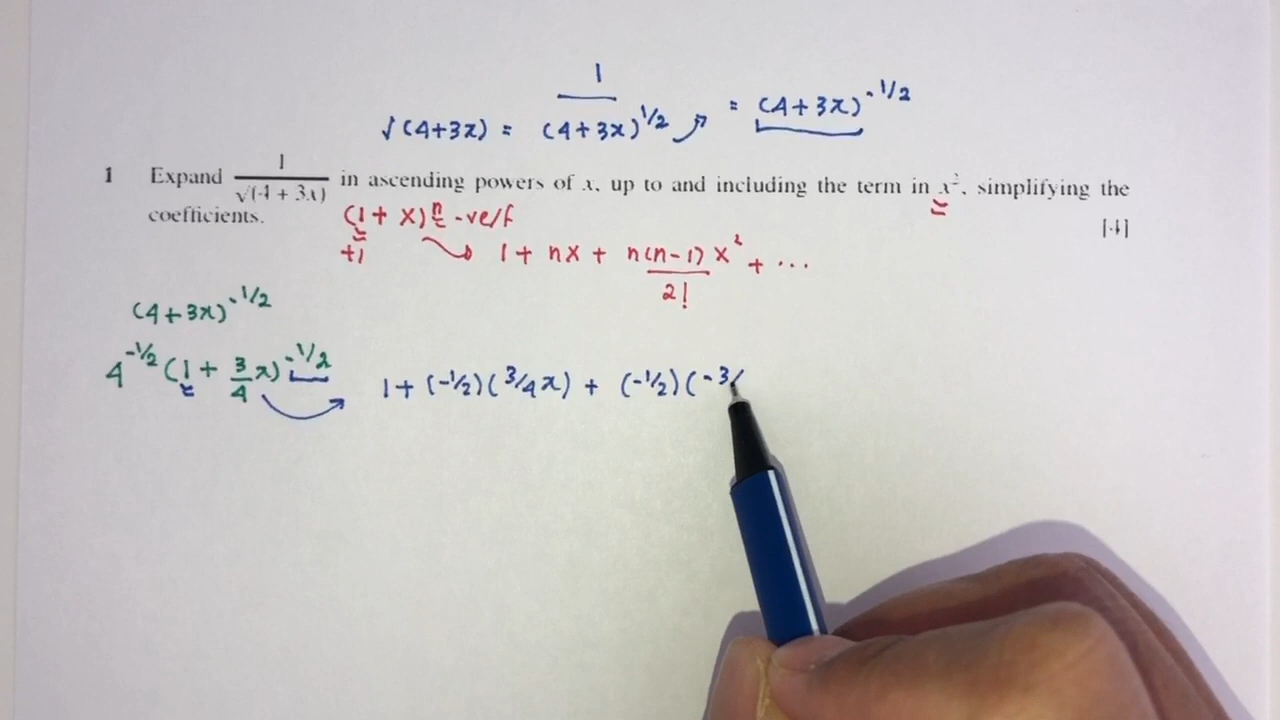 1
√(4+3x) = (4+3x)^1/2 = (4+3x)^-1/2
1 Expand 1/√(4 + 3x) in ascending powers of x, up to and including the term in x², simplifying the
coefficients. [4]
(1 + x)^n -ve/f
+1
1 + nx + n(n-1)/2! x² + ...
(4+3x)^-1/2
4^-1/2 (1 + 3/4 x)^-1/2
1 + (-1/2)(3/4x) + (-1/2)(-3/